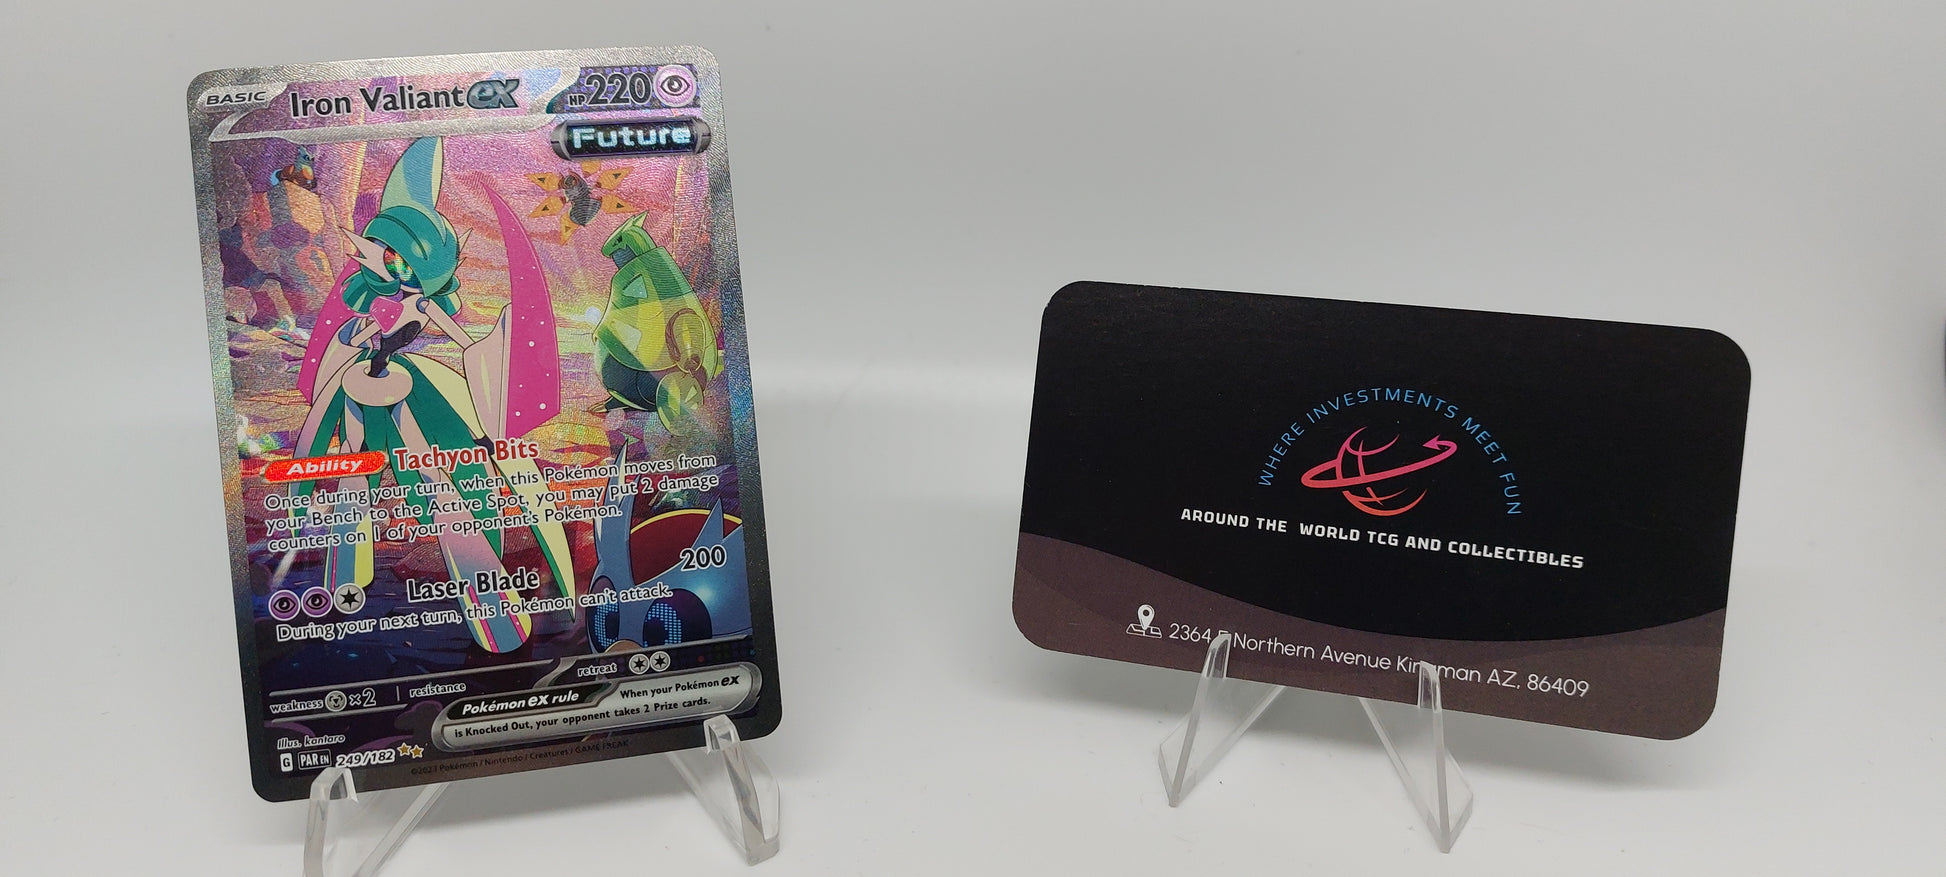 BASIC
Iron Valiant ex
HP 220
Future
Ability Tachyon Bits
Once during your turn, when this Pokémon moves from
your Bench to the Active Spot, you may put 2 damage
counters on 1 of your opponent's Pokémon.
Laser Blade 200
During your next turn, this Pokémon can't attack.
weakness ×2 resistance retreat
Pokémon ex rule When your Pokémon ex
is Knocked Out, your opponent takes 2 Prize cards.
Illus. kantaro
G PAR EN 249/182
©2023 Pokémon / Nintendo / Creatures / GAME FREAK
WHERE INVESTMENTS MEET FUN
AROUND THE WORLD TCG AND COLLECTIBLES
2364 E Northern Avenue Kingman AZ, 86409